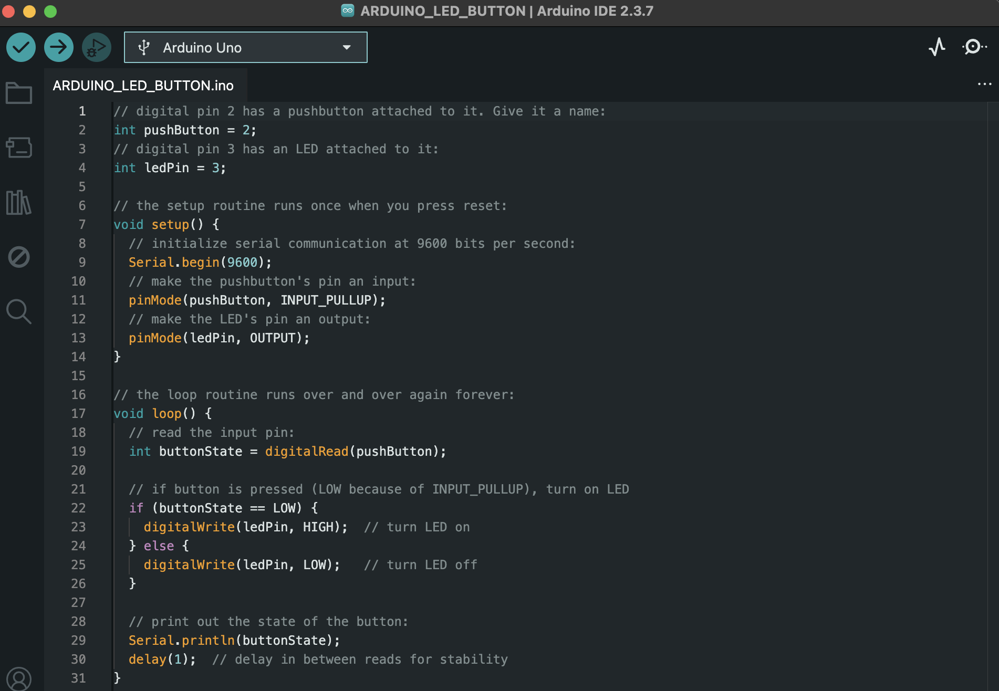 ARDUINO_LED_BUTTON | Arduino IDE 2.3.7
Arduino Uno
ARDUINO_LED_BUTTON.ino
1 // digital pin 2 has a pushbutton attached to it. Give it a name:
2 int pushButton = 2;
3 // digital pin 3 has an LED attached to it:
4 int ledPin = 3;
5
6 // the setup routine runs once when you press reset:
7 void setup() {
8   // initialize serial communication at 9600 bits per second:
9   Serial.begin(9600);
10   // make the pushbutton's pin an input:
11   pinMode(pushButton, INPUT_PULLUP);
12   // make the LED's pin an output:
13   pinMode(ledPin, OUTPUT);
14 }
15
16 // the loop routine runs over and over again forever:
17 void loop() {
18   // read the input pin:
19   int buttonState = digitalRead(pushButton);
20
21   // if button is pressed (LOW because of INPUT_PULLUP), turn on LED
22   if (buttonState == LOW) {
23     digitalWrite(ledPin, HIGH);  // turn LED on
24   } else {
25     digitalWrite(ledPin, LOW);   // turn LED off
26   }
27
28   // print out the state of the button:
29   Serial.println(buttonState);
30   delay(1);  // delay in between reads for stability
31 }